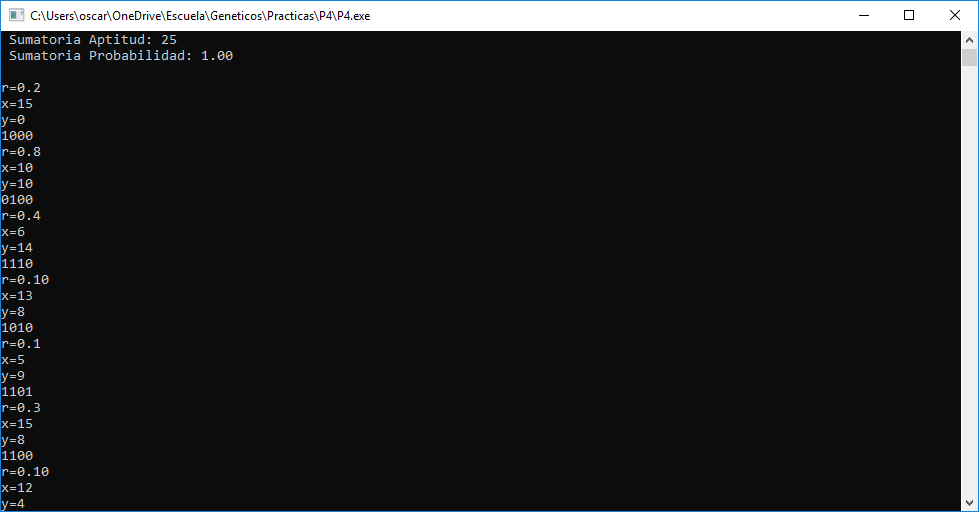 C:\Users\oscar\OneDrive\Escuela\Geneticos\Practicas\P4\P4.exe
Sumatoria Aptitud: 25
Sumatoria Probabilidad: 1.00
r=0.2
x=15
y=0
1000
r=0.8
x=10
y=10
0100
r=0.4
x=6
y=14
1110
r=0.10
x=13
y=8
1010
r=0.1
x=5
y=9
1101
r=0.3
x=15
y=8
1100
r=0.10
x=12
y=4